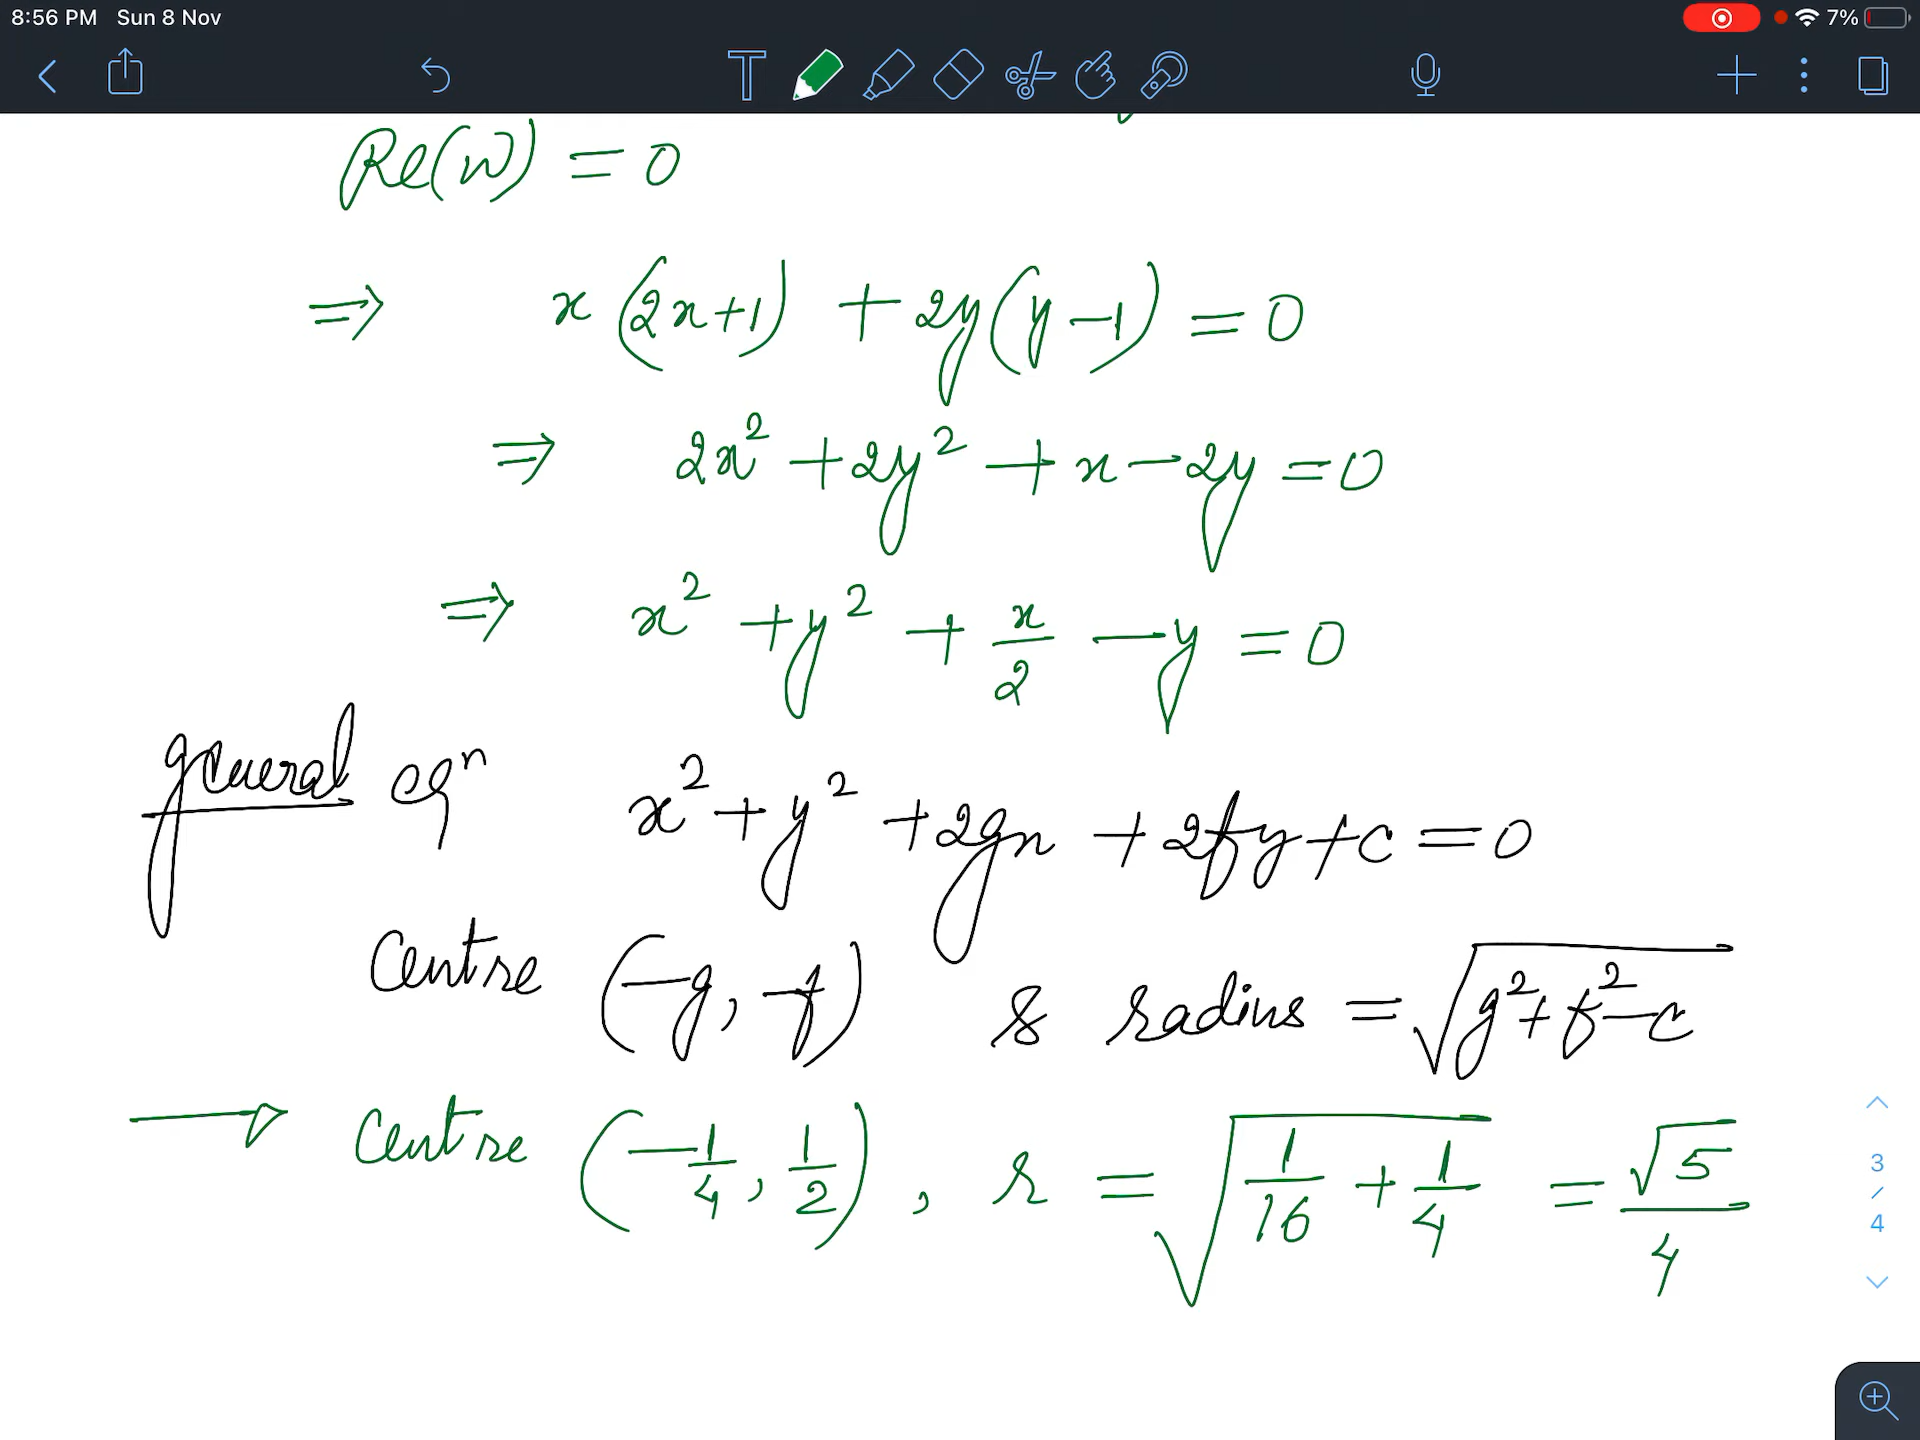 8:56 PM Sun 8 Nov 7%
T
Re(w) = 0
⇒ x(2x+1) + 2y(y-1) = 0
⇒ 2x² + 2y² + x - 2y = 0
⇒ x² + y² + x/2 - y = 0
general eqⁿ x² + y² + 2gx + 2fy + c = 0
Centre (-g, -f) & radius = √(g² + f² - c)
→ Centre (-1/4, 1/2), r = √(1/16 + 1/4) = √5/4
3
/
4